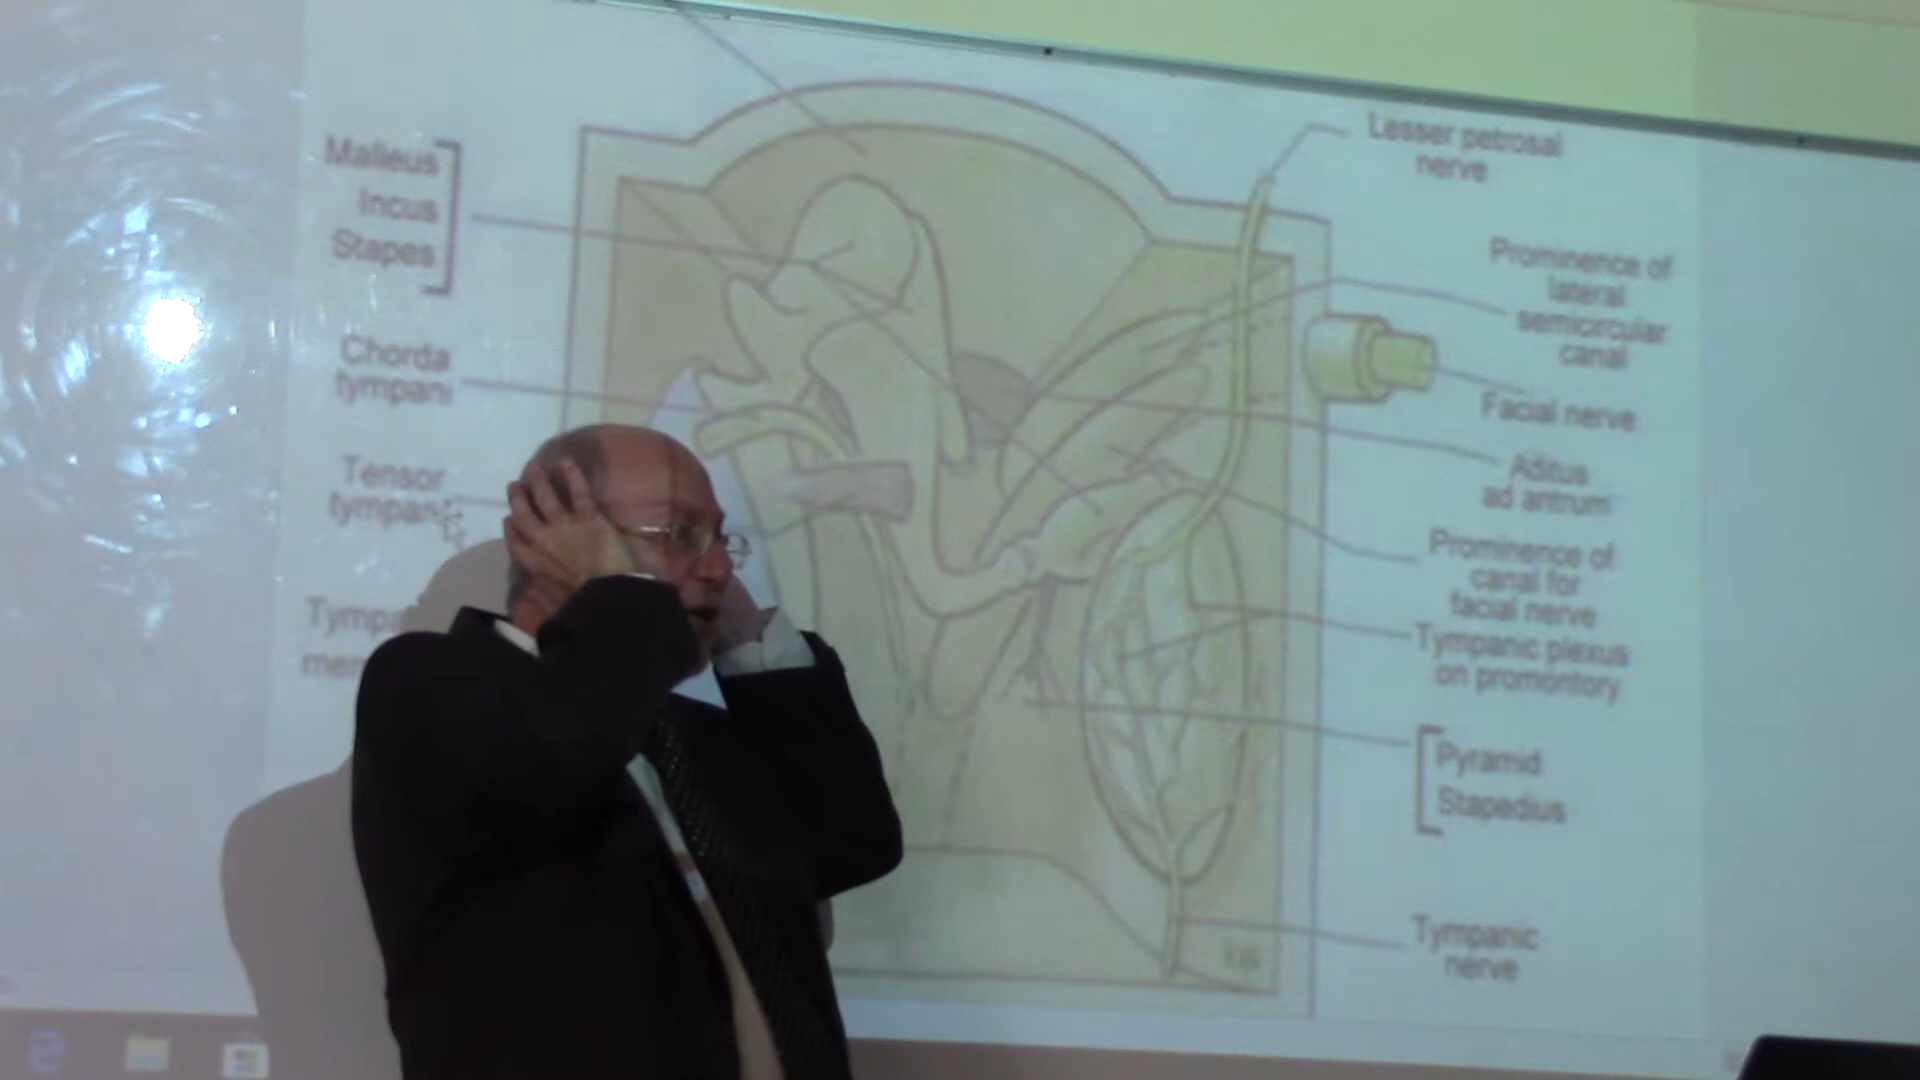 Malleus
Incus
Stapes
Chorda
tympani
Tensor
tympani
Lesser petrosal
nerve
Prominence of
lateral
semicircular
canal
Facial nerve
Aditus
ad antrum
Prominence of
canal for
facial nerve
Tympanic plexus
on promontory
Pyramid
Stapedius
Tympanic
nerve